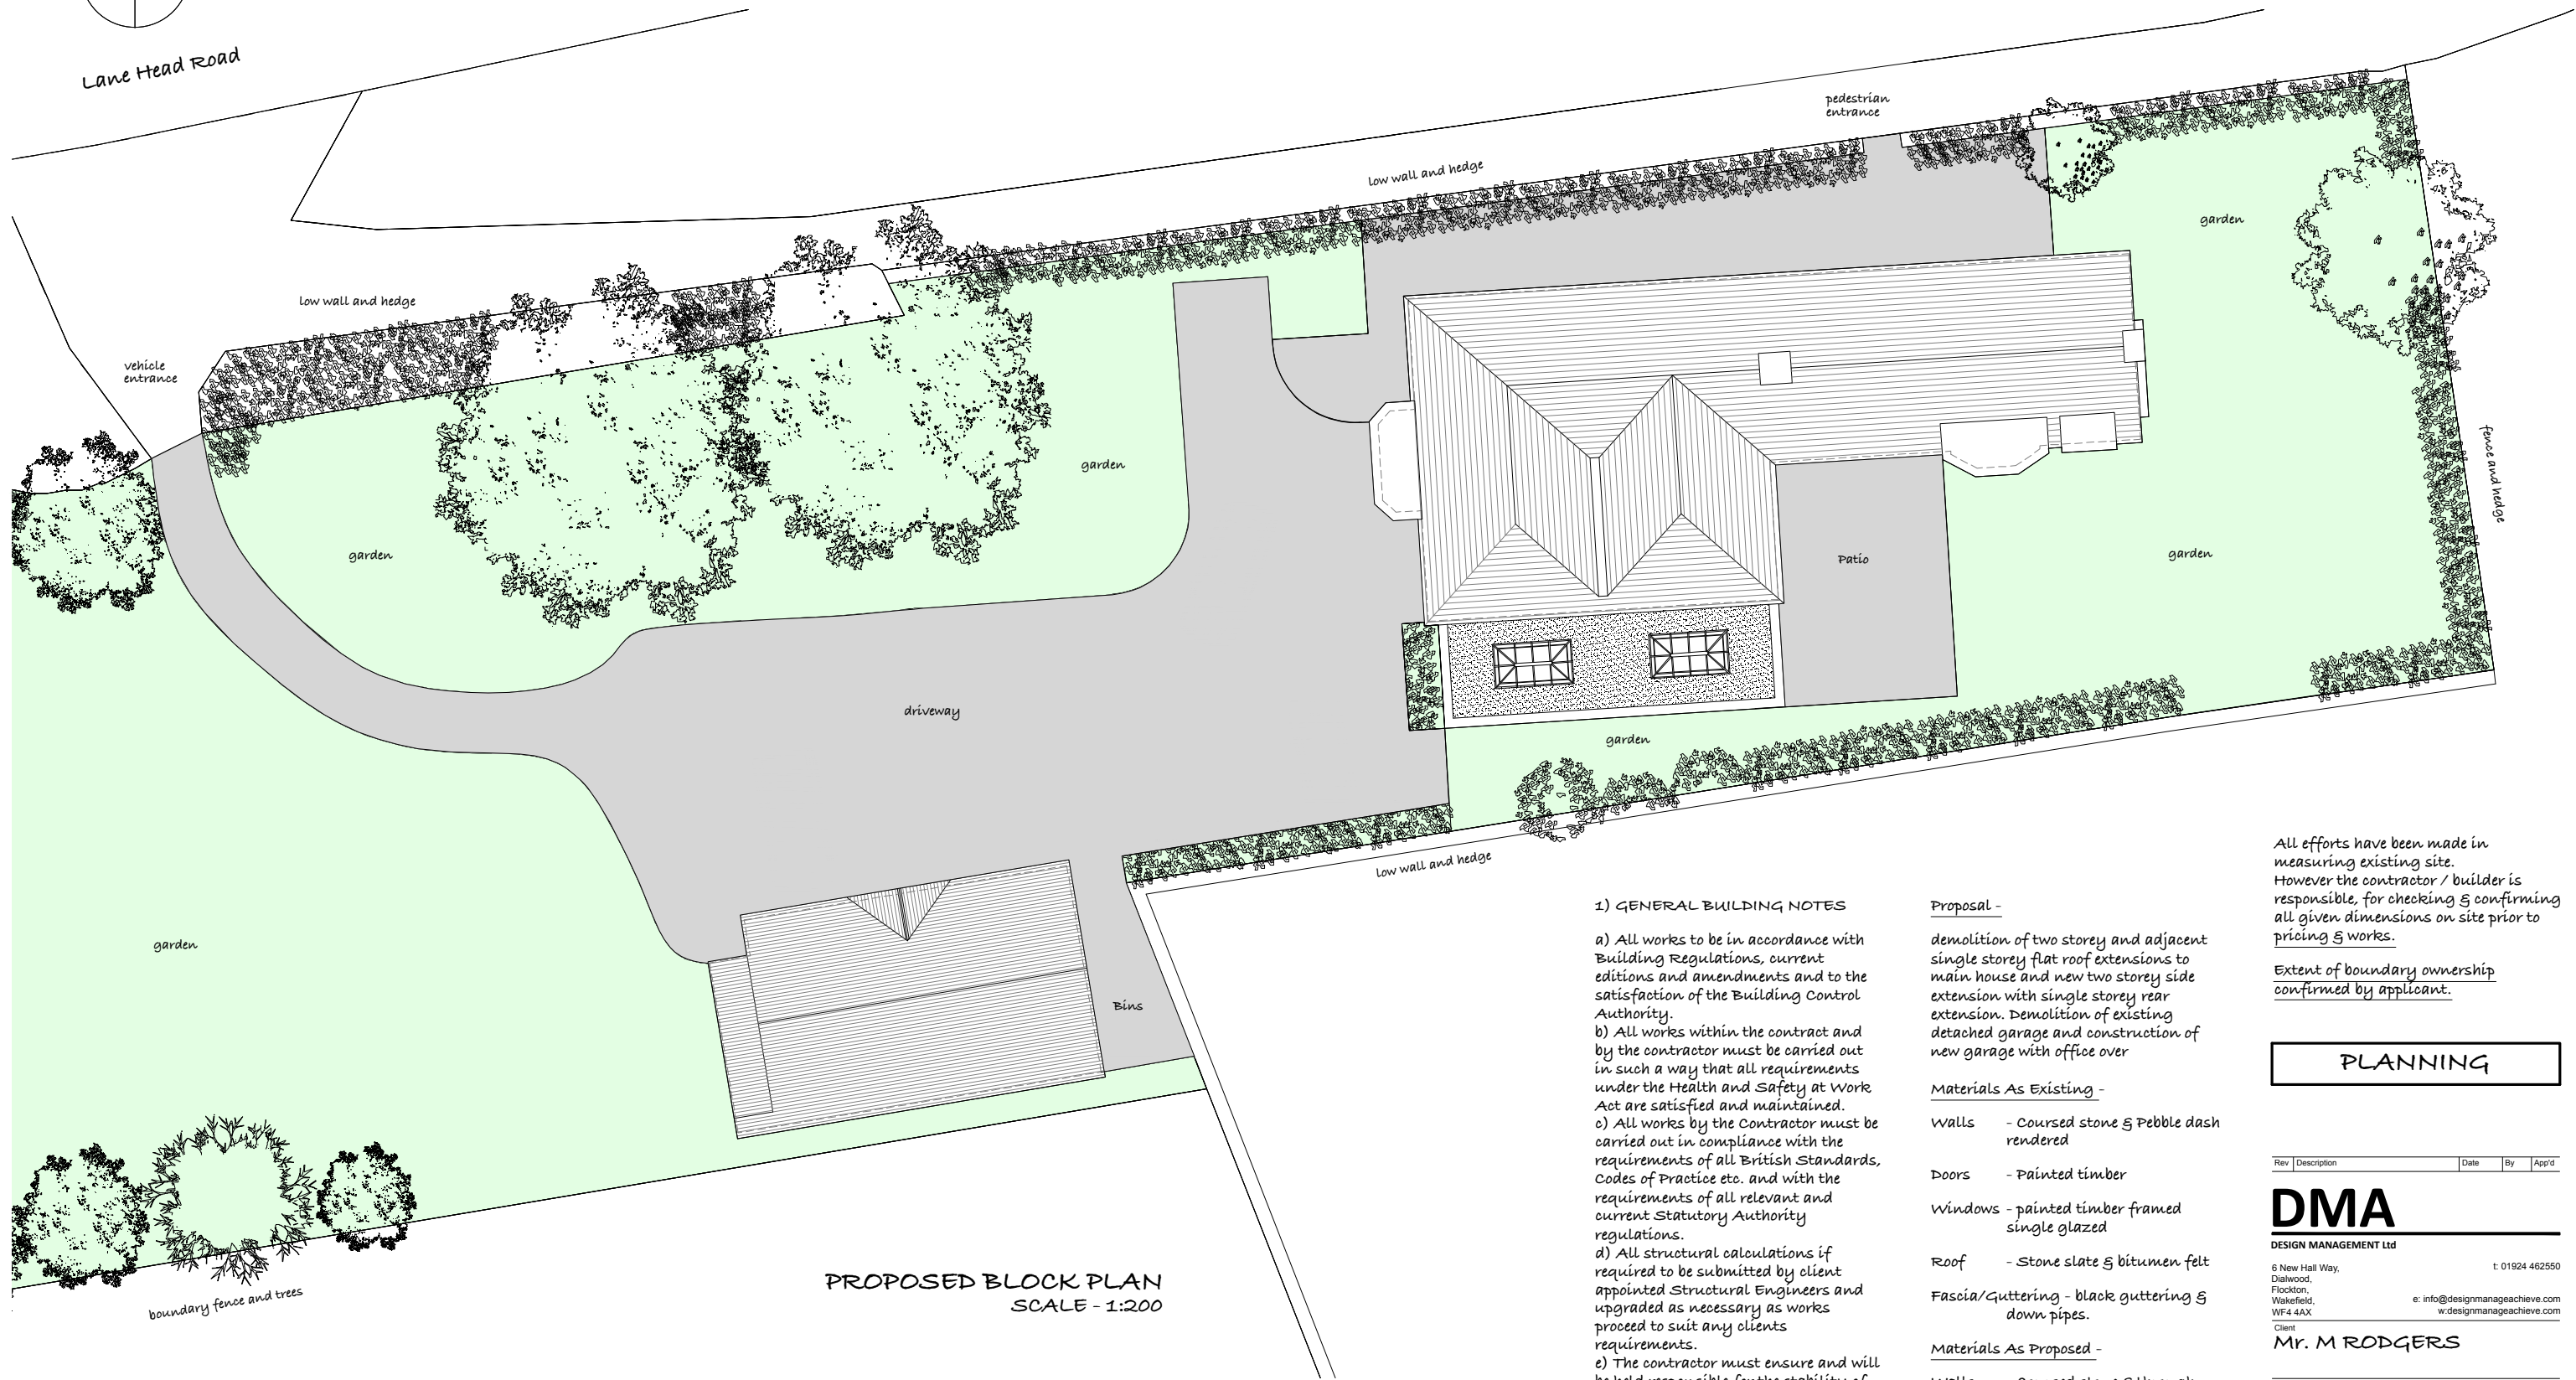 Lane Head Road
pedestrian
entrance
low wall and hedge
garden
low wall and hedge
vehicle
entrance
garden
garden
fence and hedge
Patio
garden
driveway
garden
low wall and hedge
garden
Bins
boundary fence and trees
PROPOSED BLOCK PLAN
SCALE - 1:200
1) GENERAL BUILDING NOTES
a) All works to be in accordance with
Building Regulations, current
editions and amendments and to the
satisfaction of the Building Control
Authority.
b) All works within the contract and
by the contractor must be carried out
in such a way that all requirements
under the Health and Safety at Work
Act are satisfied and maintained.
c) All works by the Contractor must be
carried out in compliance with the
requirements of all British Standards,
Codes of Practice etc. and with the
requirements of all relevant and
current Statutory Authority
regulations.
d) All structural calculations if
required to be submitted by client
appointed Structural Engineers and
upgraded as necessary as works
proceed to suit any clients
requirements.
e) The contractor must ensure and will
be held responsible for the stability of
Proposal -
demolition of two storey and adjacent
single storey flat roof extensions to
main house and new two storey side
extension with single storey rear
extension. Demolition of existing
detached garage and construction of
new garage with office over
Materials As Existing -
Walls - Coursed stone & Pebble dash
rendered
Doors - Painted timber
Windows - painted timber framed
single glazed
Roof - Stone slate & bitumen felt
Fascia/Guttering - black guttering &
down pipes.
Materials As Proposed -
All efforts have been made in
measuring existing site.
However the contractor / builder is
responsible, for checking & confirming
all given dimensions on site prior to
pricing & works.
Extent of boundary ownership
confirmed by applicant.
PLANNING
Rev Description Date By App'd
DMA
DESIGN MANAGEMENT Ltd
6 New Hall Way,
Dialwood,
Flockton,
Wakefield,
WF4 4AX
t: 01924 462550
e: info@designmanageachieve.com
w:designmanageachieve.com
Client
Mr. M RODGERS